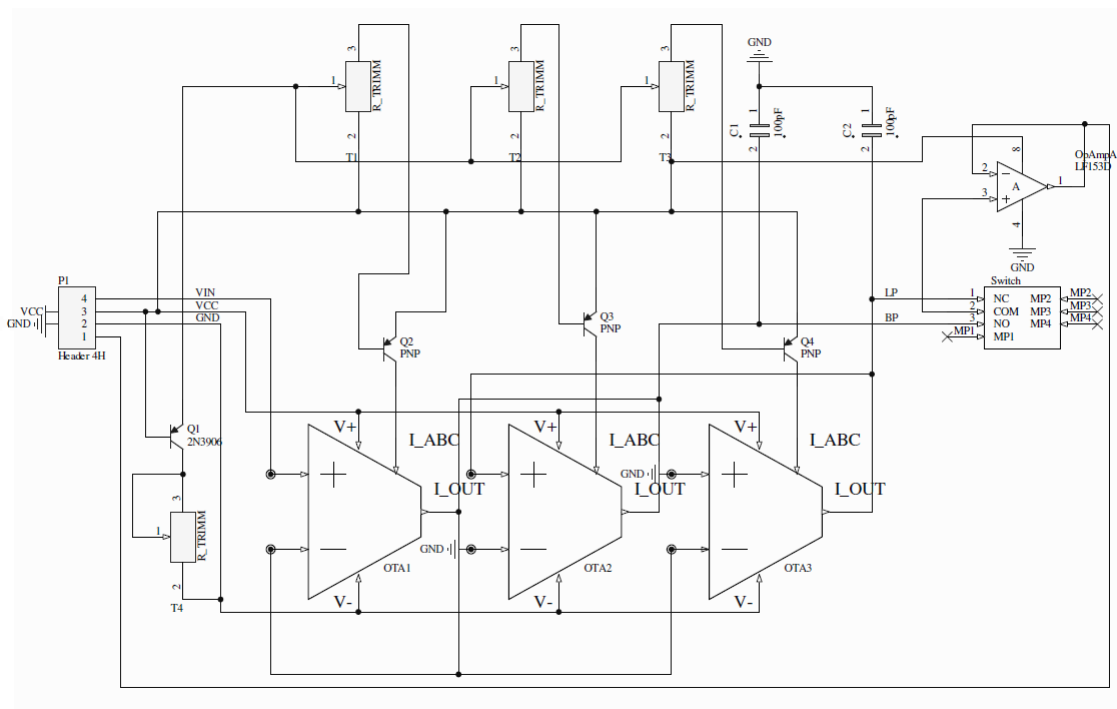 GND
3
1
R_TRIMM
2
T1
3
1
R_TRIMM
2
T2
3
1
R_TRIMM
2
T3
1
C1
100pF
2
1
C2
100pF
2
OpAmpA
LF153D
8
2
A
1
3
4
GND
P1
VCC
GND
4
3
2
1
Header 4H
VIN
VCC
GND
Switch
LP
BP
1
2
3
NC
COM
NO
MP1
MP2
MP3
MP4
MP2
MP3
MP4
MP1
Q2
PNP
Q3
PNP
Q4
PNP
Q1
2N3906
3
1
R_TRIMM
2
T4
V+
I_ABC
I_OUT
OTA1
V-
V+
I_ABC
GND
I_OUT
OTA2
V-
V+
I_ABC
GND
I_OUT
OTA3
V-